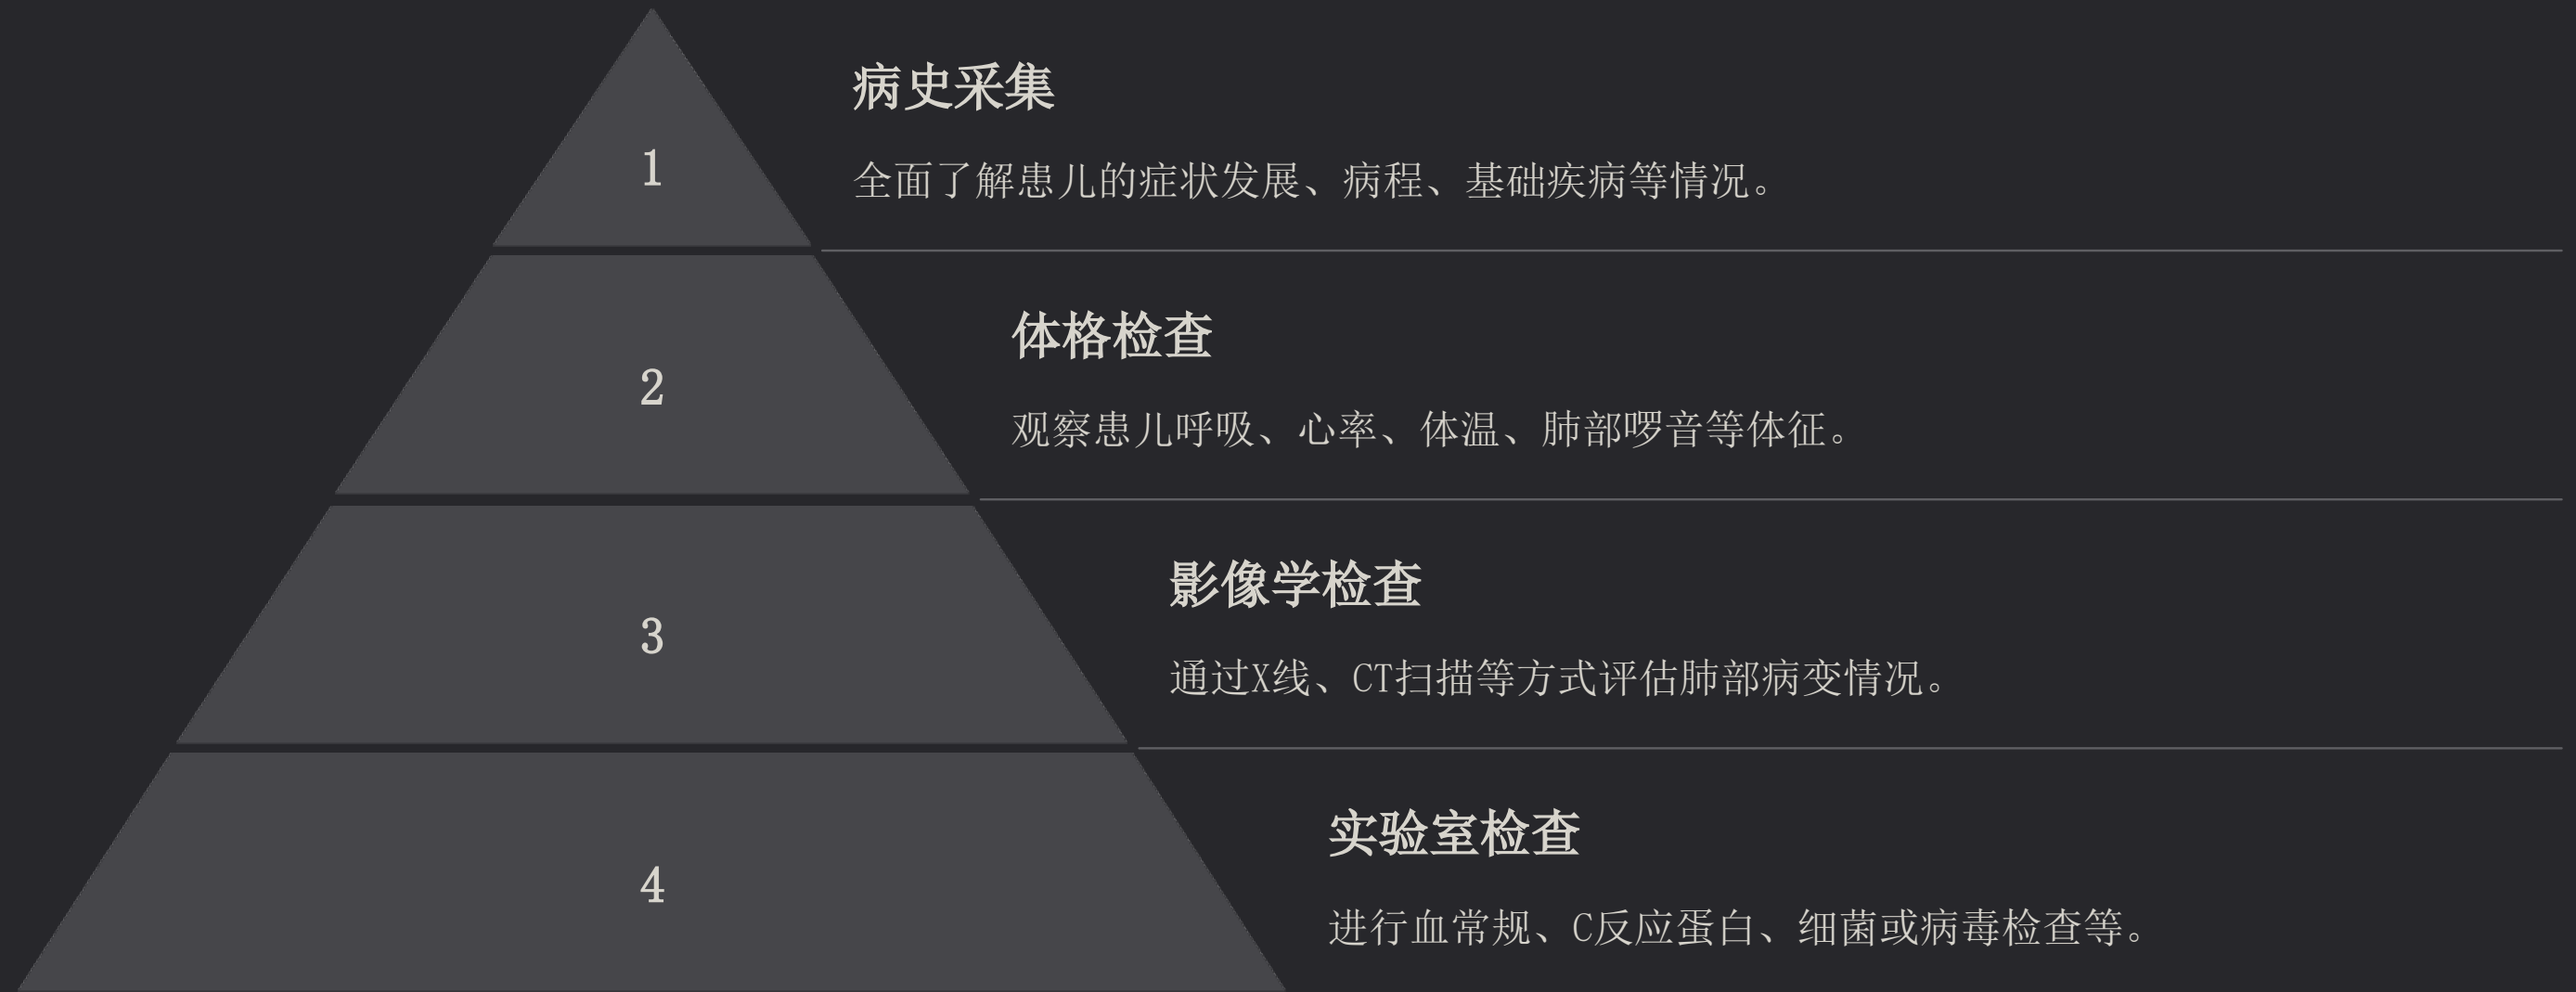 病史采集
1
全面了解患儿的症状发展、病程、基础疾病等情况。
体格检查
2
观察患儿呼吸、心率、体温、肺部啰音等体征。
影像学检查
3
通过X线、CT扫描等方式评估肺部病变情况。
实验室检查
4
进行血常规、C反应蛋白、细菌或病毒检查等。